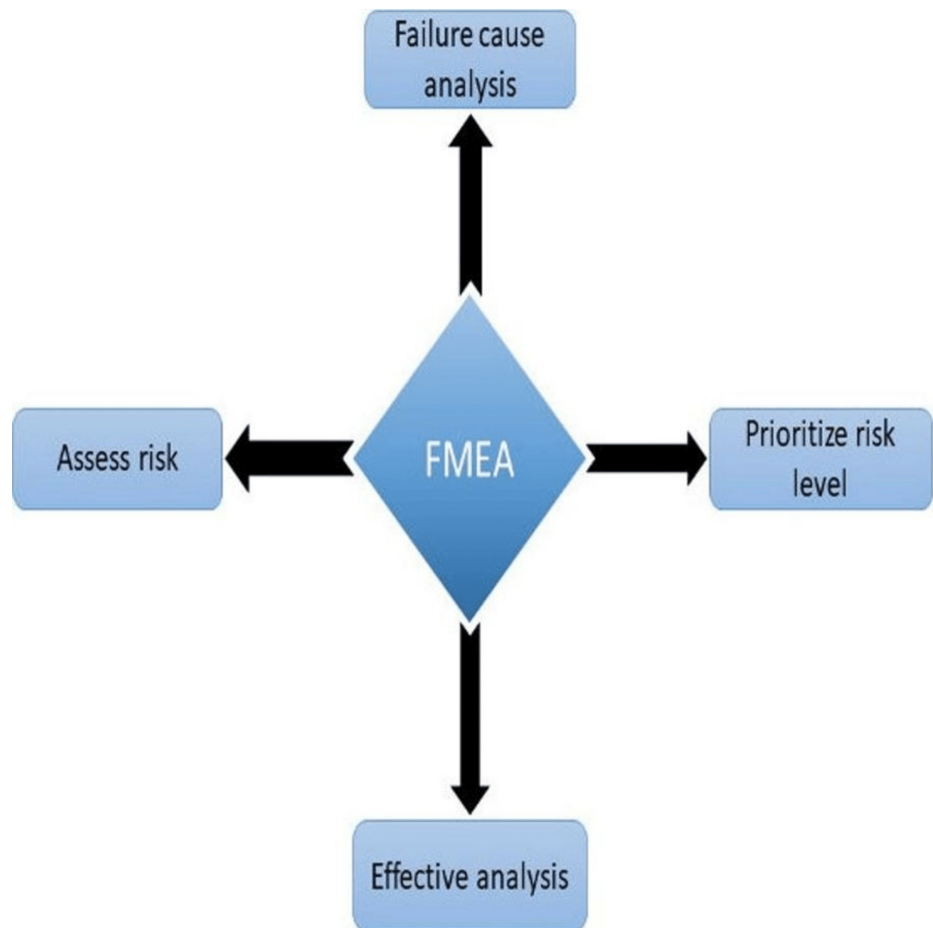 Failure cause
analysis
Assess risk
FMEA
Prioritize risk
level
Effective analysis